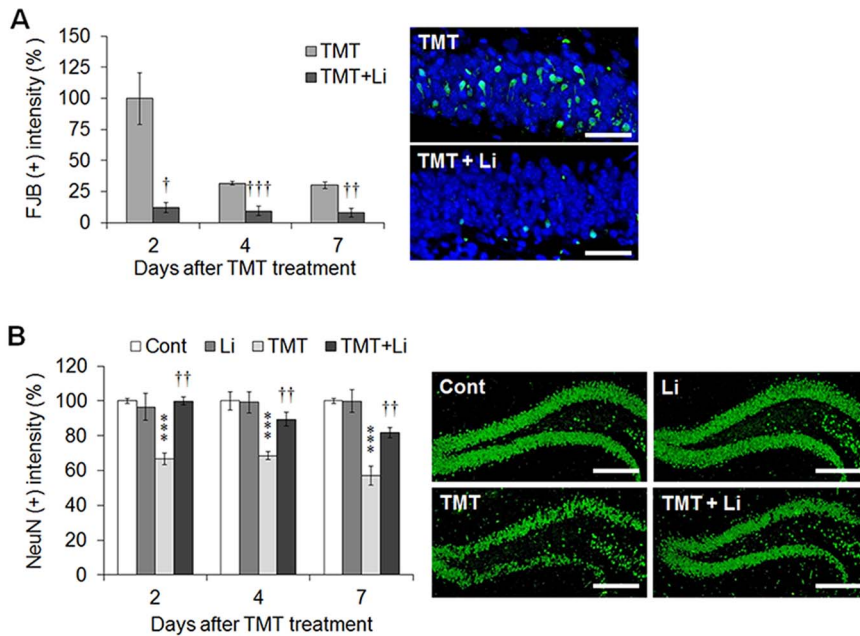 A
FJB (+) intensity (%)
150
125
100
75
50
25
0
TMT
TMT+Li
†
†††
††
2 4 7
Days after TMT treatment
TMT
TMT + Li
B
NeuN (+) intensity (%)
Cont Li TMT TMT+Li
120
100
80
60
40
20
0
††
***
††
***
††
***
2 4 7
Days after TMT treatment
Cont
Li
TMT
TMT + Li